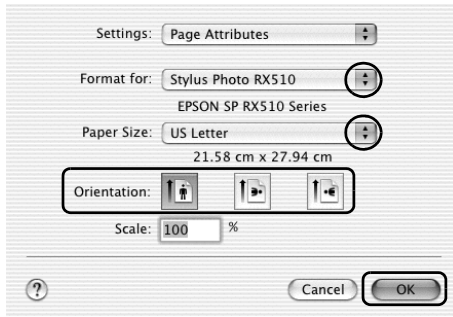 Settings: Page Attributes
Format for: Stylus Photo RX510
EPSON SP RX510 Series
Paper Size: US Letter
21.58 cm x 27.94 cm
Orientation:
Scale: 100 %
? Cancel OK